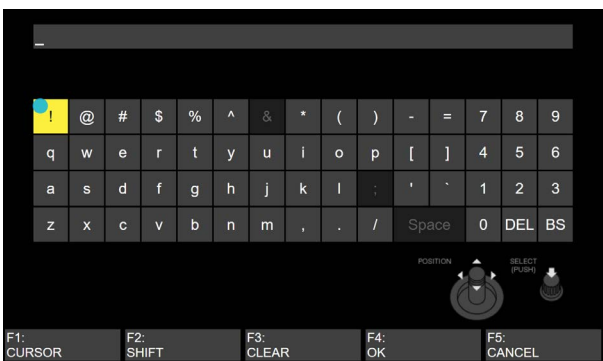 _
! @ # $ % ^ & * ( ) - = 7 8 9
q w e r t y u i o p [ ] 4 5 6
a s d f g h j k l ; ' ` 1 2 3
z x c v b n m , . / Space 0 DEL BS
POSITION SELECT
(PUSH)
F1: F2: F3: F4: F5:
CURSOR SHIFT CLEAR OK CANCEL